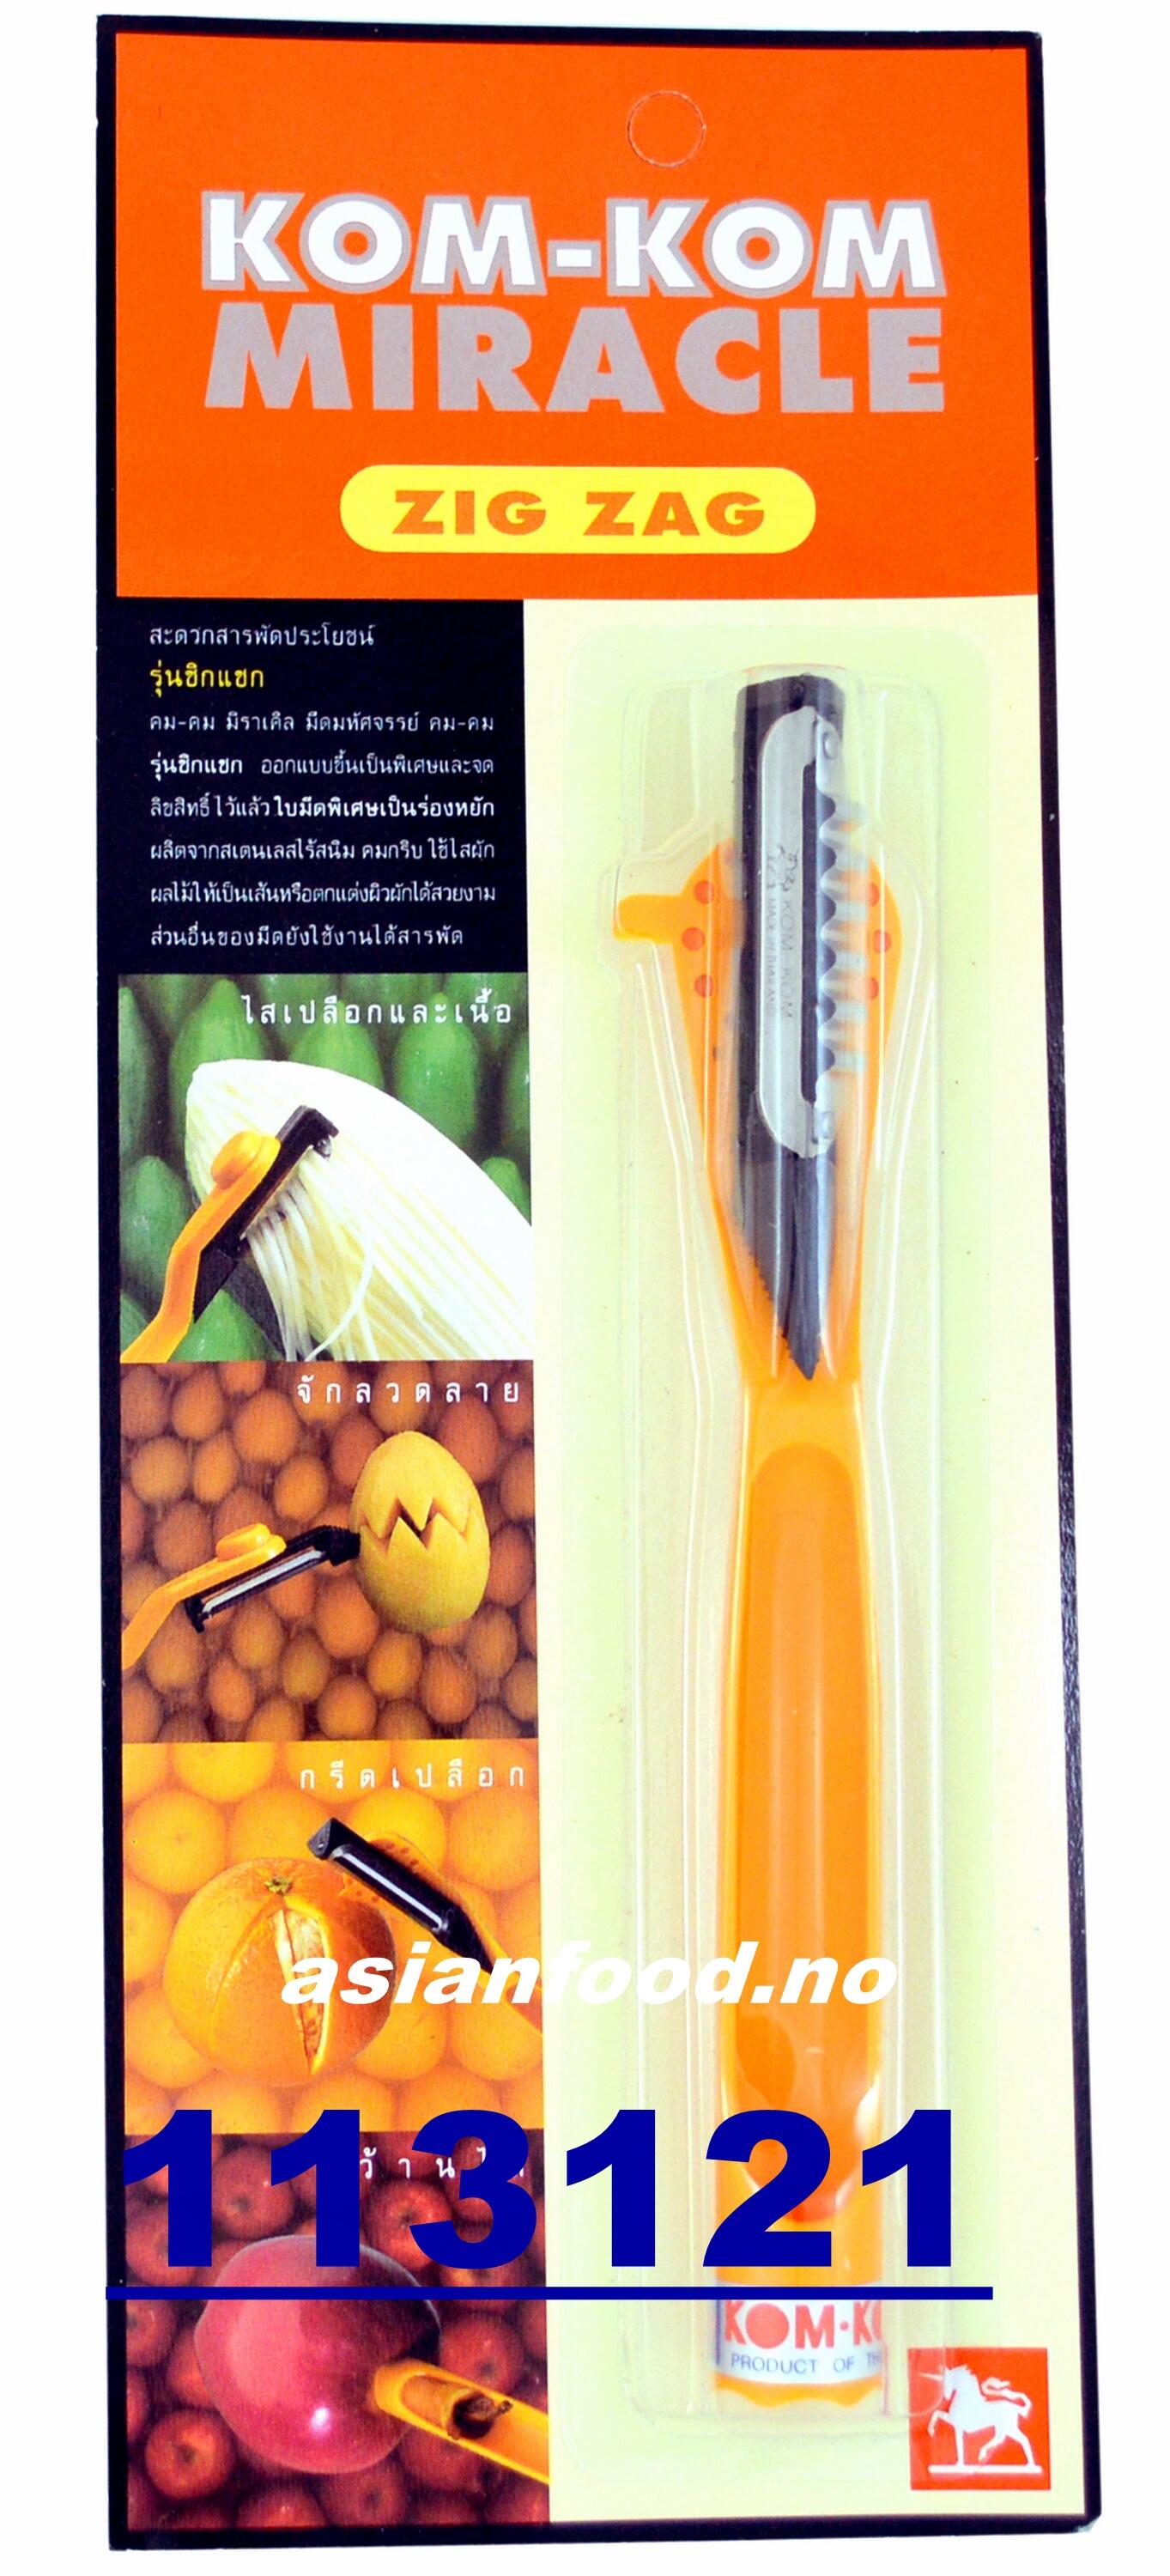 KOM-KOM
MIRACLE
ZIG ZAG
สะดวกสารพัดประโยชน์
รุ่นซิกแซก
คม-คม มิราเคิล มีดมหัศจรรย์ คม-คม
รุ่นซิกแซก ออกแบบขึ้นเป็นพิเศษและจด
ลิขสิทธิ์ ไว้แล้ว ใบมีดพิเศษเป็นร่องหยัก
ผลิตจากสเตนเลสไร้สนิม คมกริบ ใช้ไสผัก
ผลไม้ให้เป็นเส้นหรือตกแต่งผิวผักได้สวยงาม
ส่วนอื่นของมีดยังใช้งานได้สารพัด
ไสเปลือกและเนื้อ
จักลวดลาย
กรีดเปลือก
asianfood.no
113121
KOM-KOM
KOM·K
PRODUCT OF